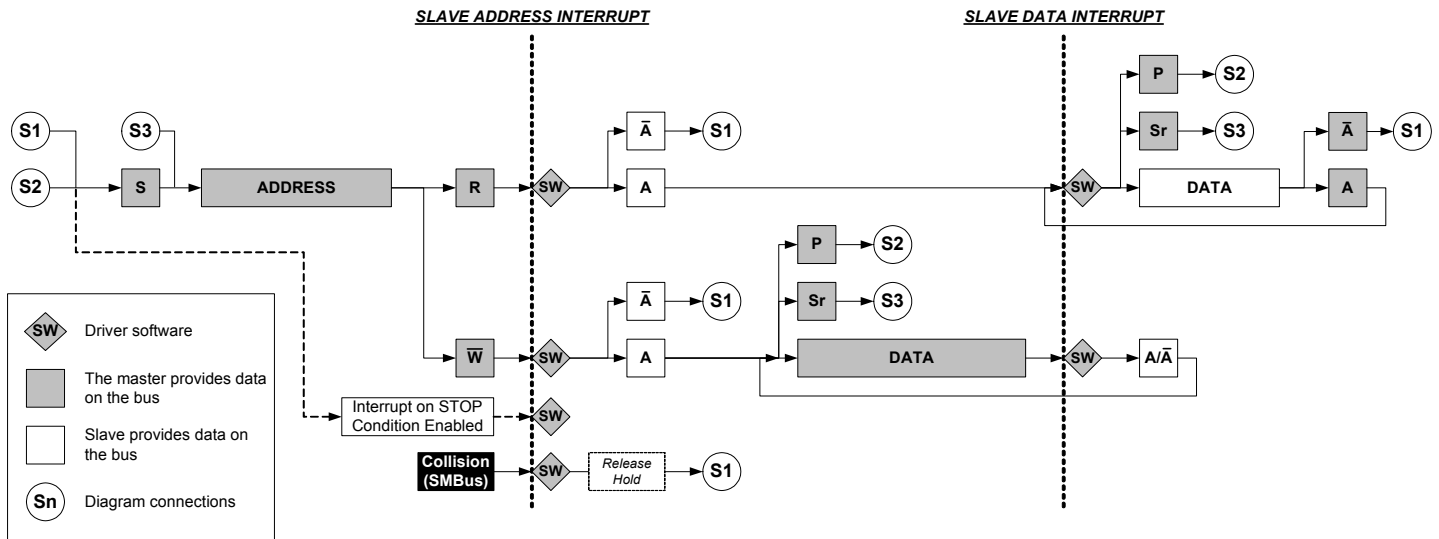 SLAVE ADDRESS INTERRUPT
SLAVE DATA INTERRUPT
P
S2
S1
S3
A̅
S1
Sr
S3
A̅
S1
S2
S
ADDRESS
R
SW
A
SW
DATA
A
P
S2
A̅
S1
Sr
S3
SW
Driver software
W̅
SW
A
DATA
SW
A/A̅
The master provides data
on the bus
Interrupt on STOP
Condition Enabled
SW
Slave provides data on
the bus
Collision
(SMBus)
SW
Release
Hold
S1
Sn
Diagram connections